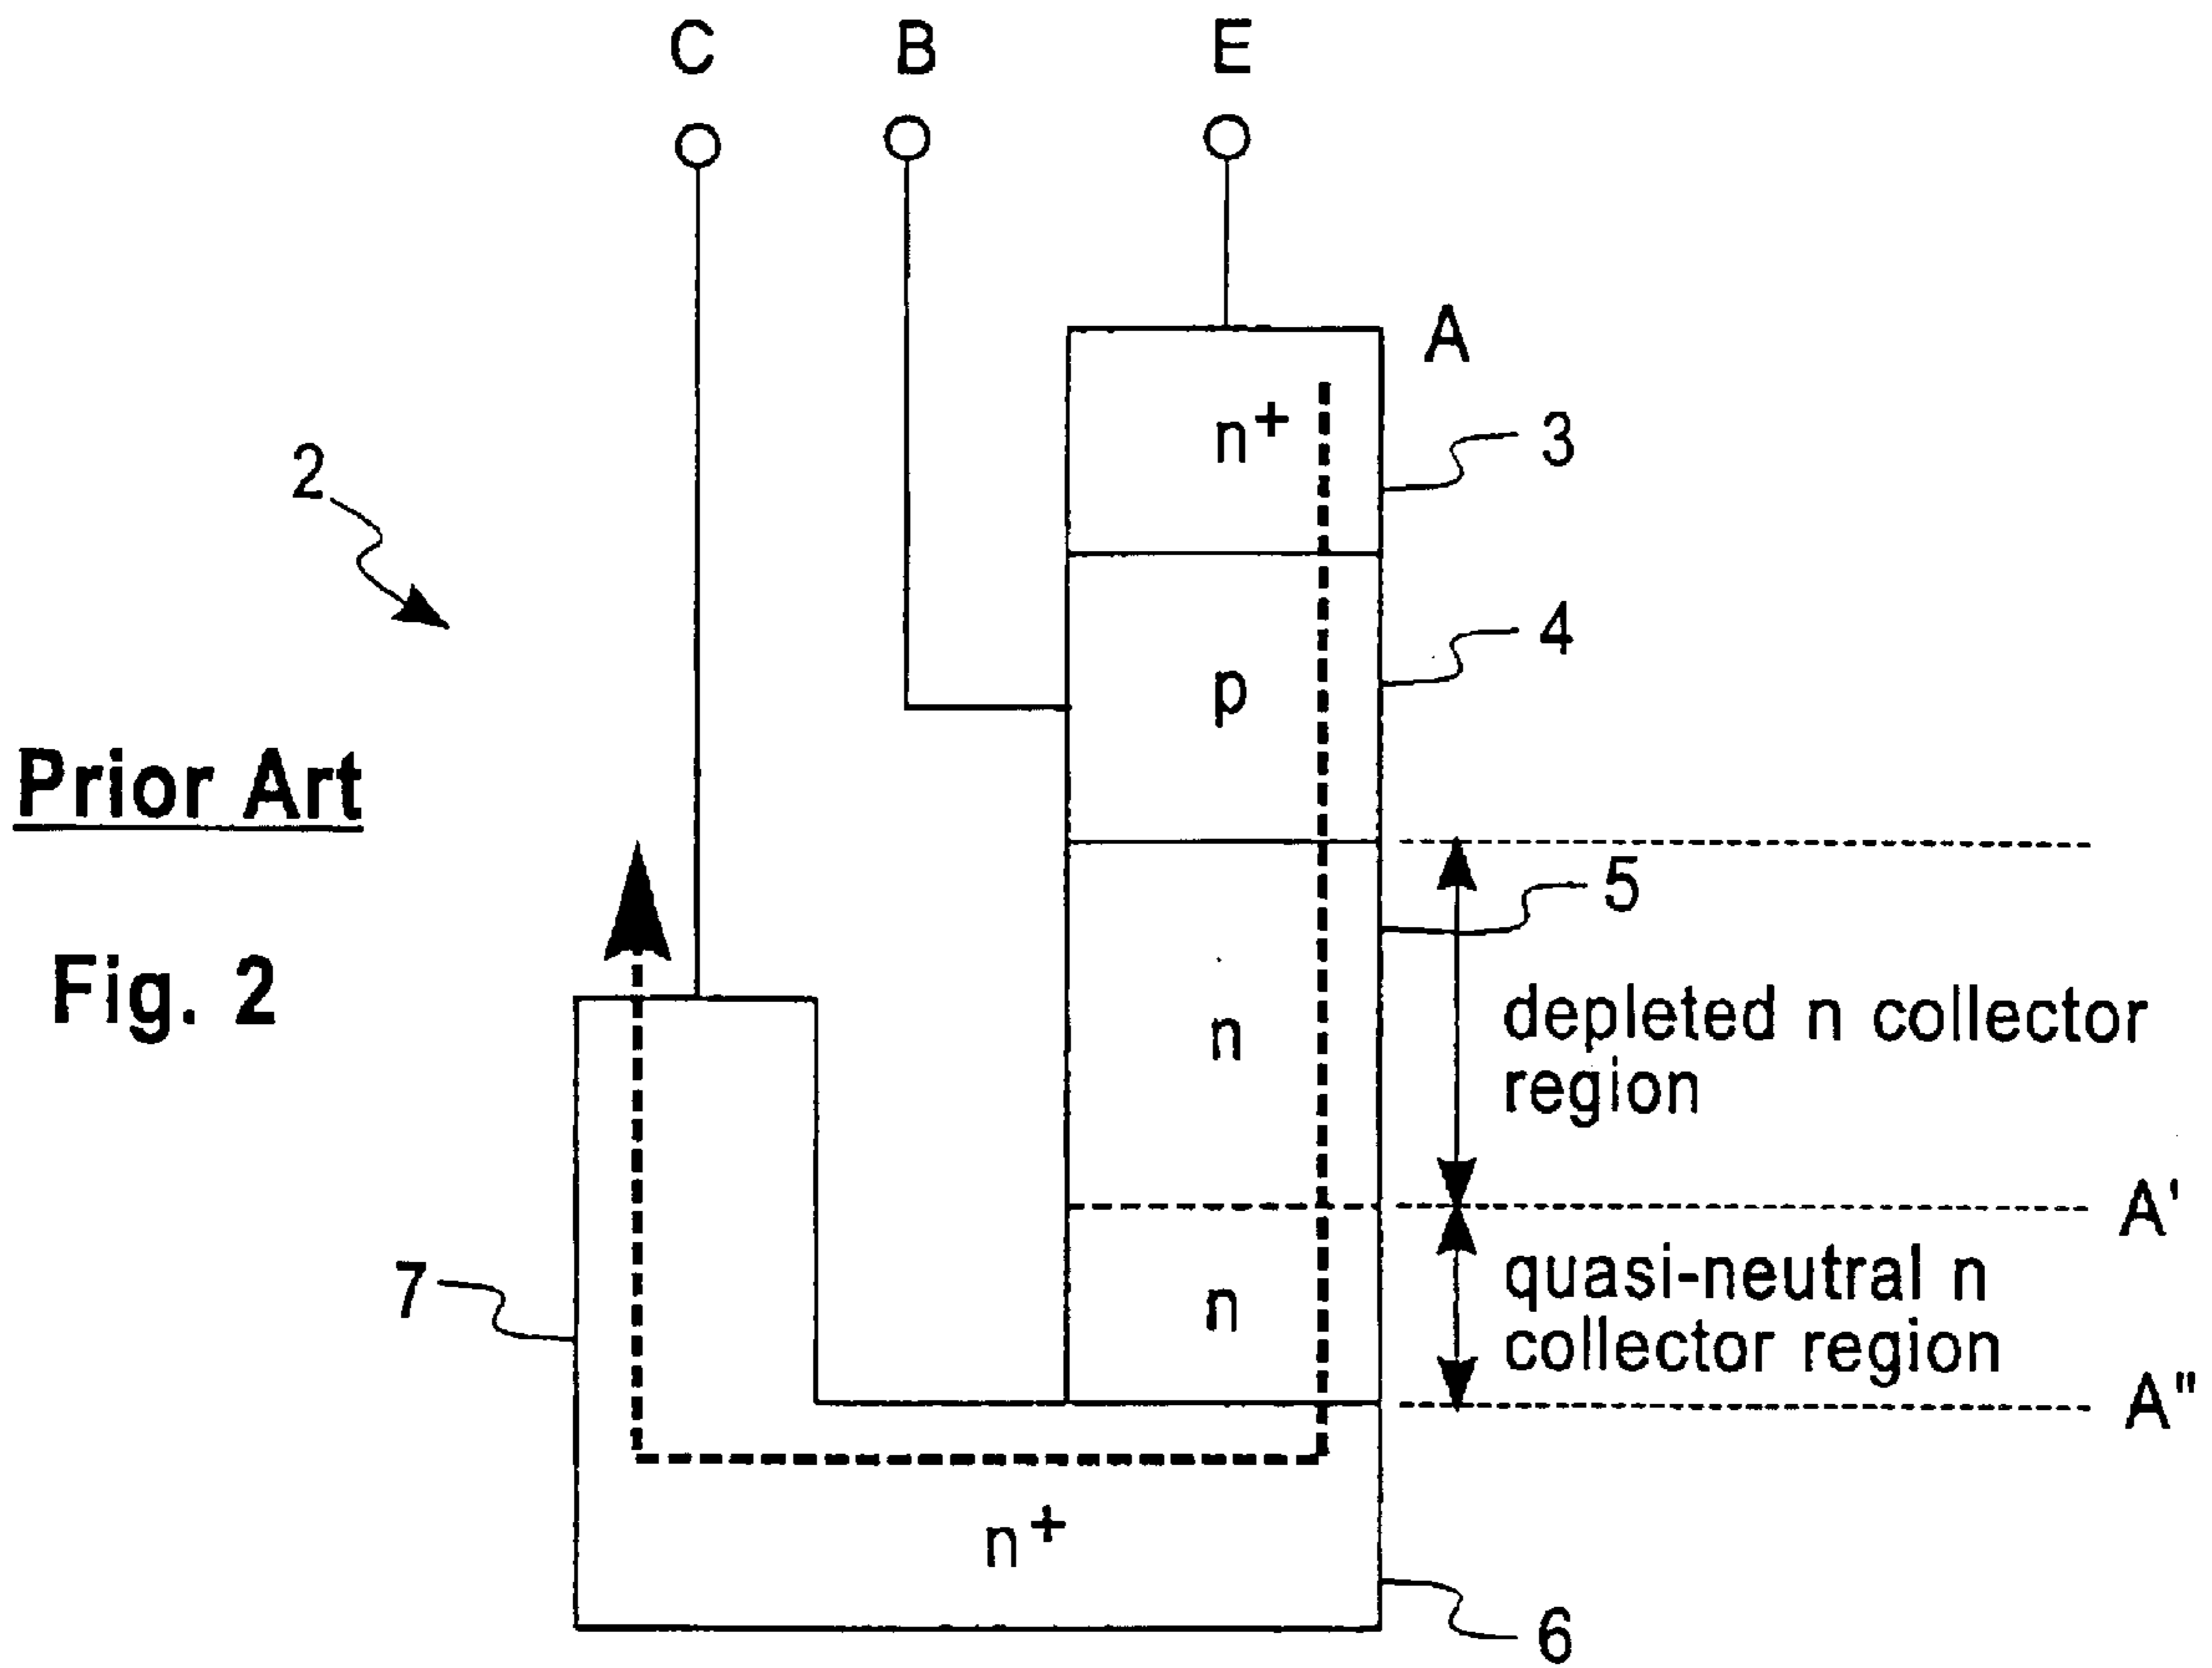 C B E
A
n+
3
2
4
p
Prior Art
5
Fig. 2
n
depleted n collector
region
A'
7
quasi-neutral n
n
collector region
A"
n+
6